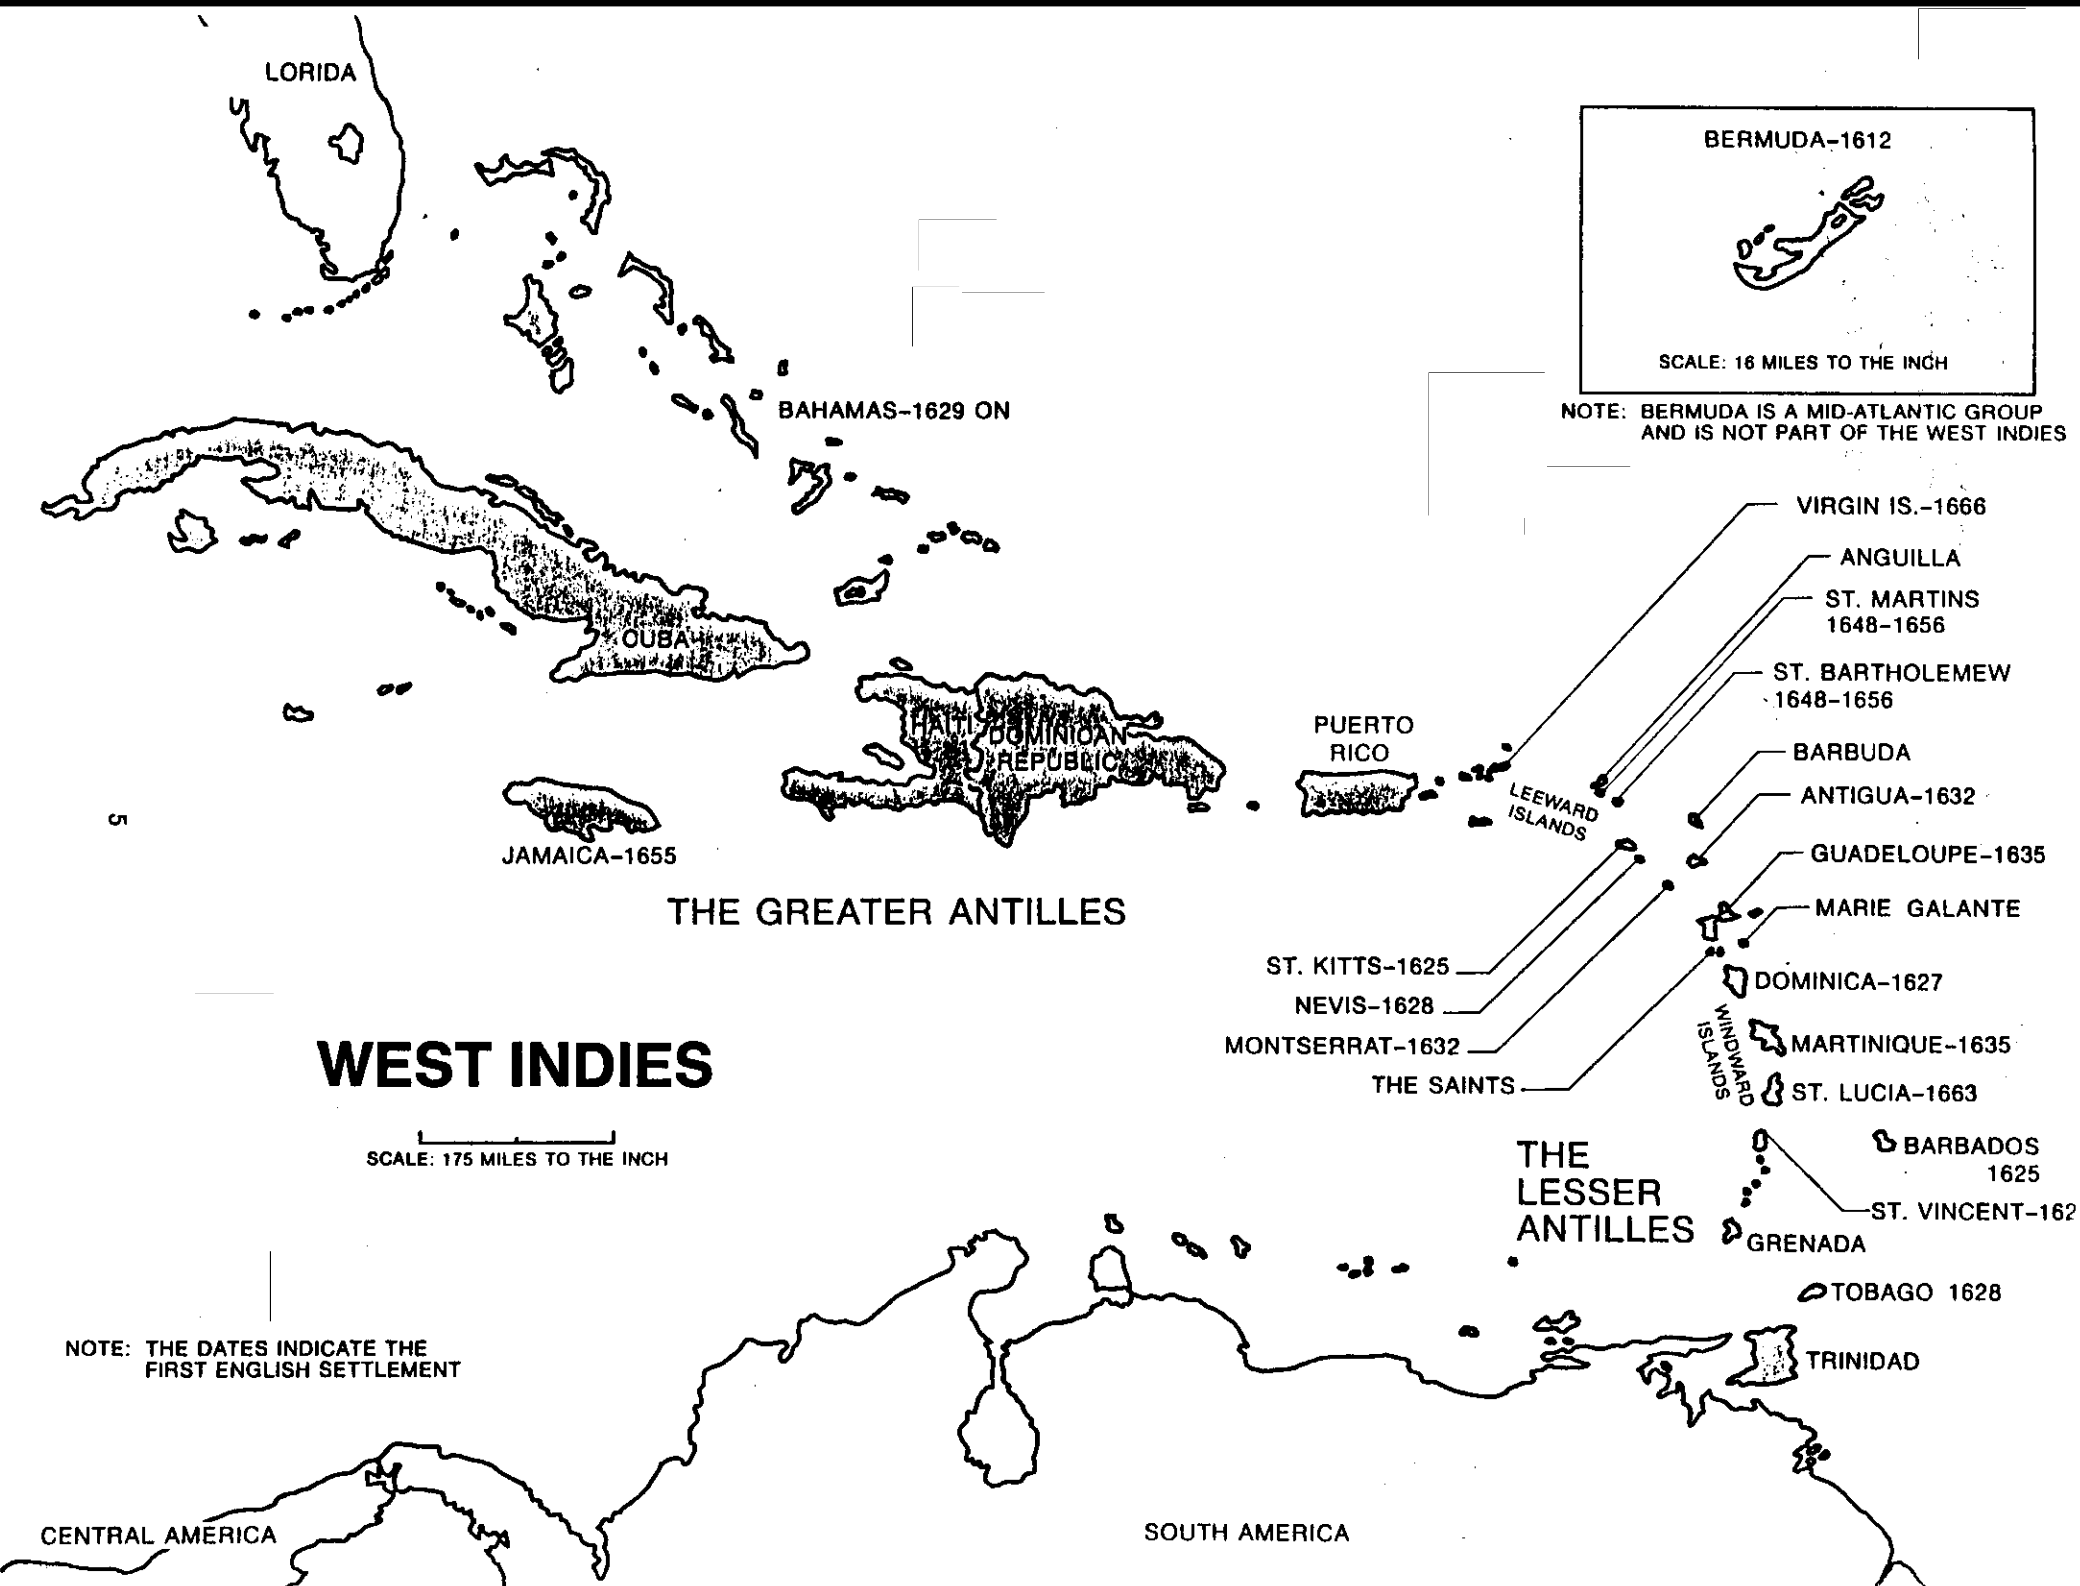 LORIDA
BERMUDA-1612
SCALE: 16 MILES TO THE INCH
NOTE: BERMUDA IS A MID-ATLANTIC GROUP
AND IS NOT PART OF THE WEST INDIES
BAHAMAS-1629 ON
VIRGIN IS.-1666
ANGUILLA
ST. MARTINS
1648-1656
ST. BARTHOLEMEW
1648-1656
CUBA
HAITI
DOMINICAN
REPUBLIC
PUERTO
RICO
BARBUDA
LEEWARD
ISLANDS
ANTIGUA-1632
5
JAMAICA-1655
GUADELOUPE-1635
THE GREATER ANTILLES
MARIE GALANTE
ST. KITTS-1625
DOMINICA-1627
NEVIS-1628
WINDWARD
ISLANDS
MONTSERRAT-1632
MARTINIQUE-1635
WEST INDIES
THE SAINTS
ST. LUCIA-1663
SCALE: 175 MILES TO THE INCH
THE
LESSER
ANTILLES
BARBADOS
1625
ST. VINCENT-162
GRENADA
TOBAGO 1628
NOTE: THE DATES INDICATE THE
FIRST ENGLISH SETTLEMENT
TRINIDAD
CENTRAL AMERICA
SOUTH AMERICA